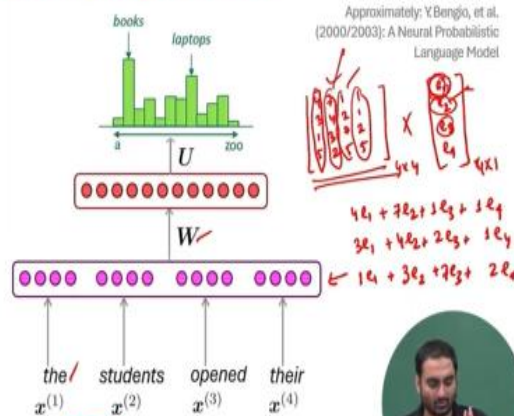 books
laptops
Approximately: Y.Bengio, et al.
(2000/2003): A Neural Probabilistic
Language Model
a
zoo
U
W
X
4x4
4x1
4e1 + 7e2 + 1e3 + 1e4
3e1 + 4e2 + 2e3 + 1e4
1e1 + 3e2 + 7e3 + 2e4
the students opened their
x(1) x(2) x(3) x(4)